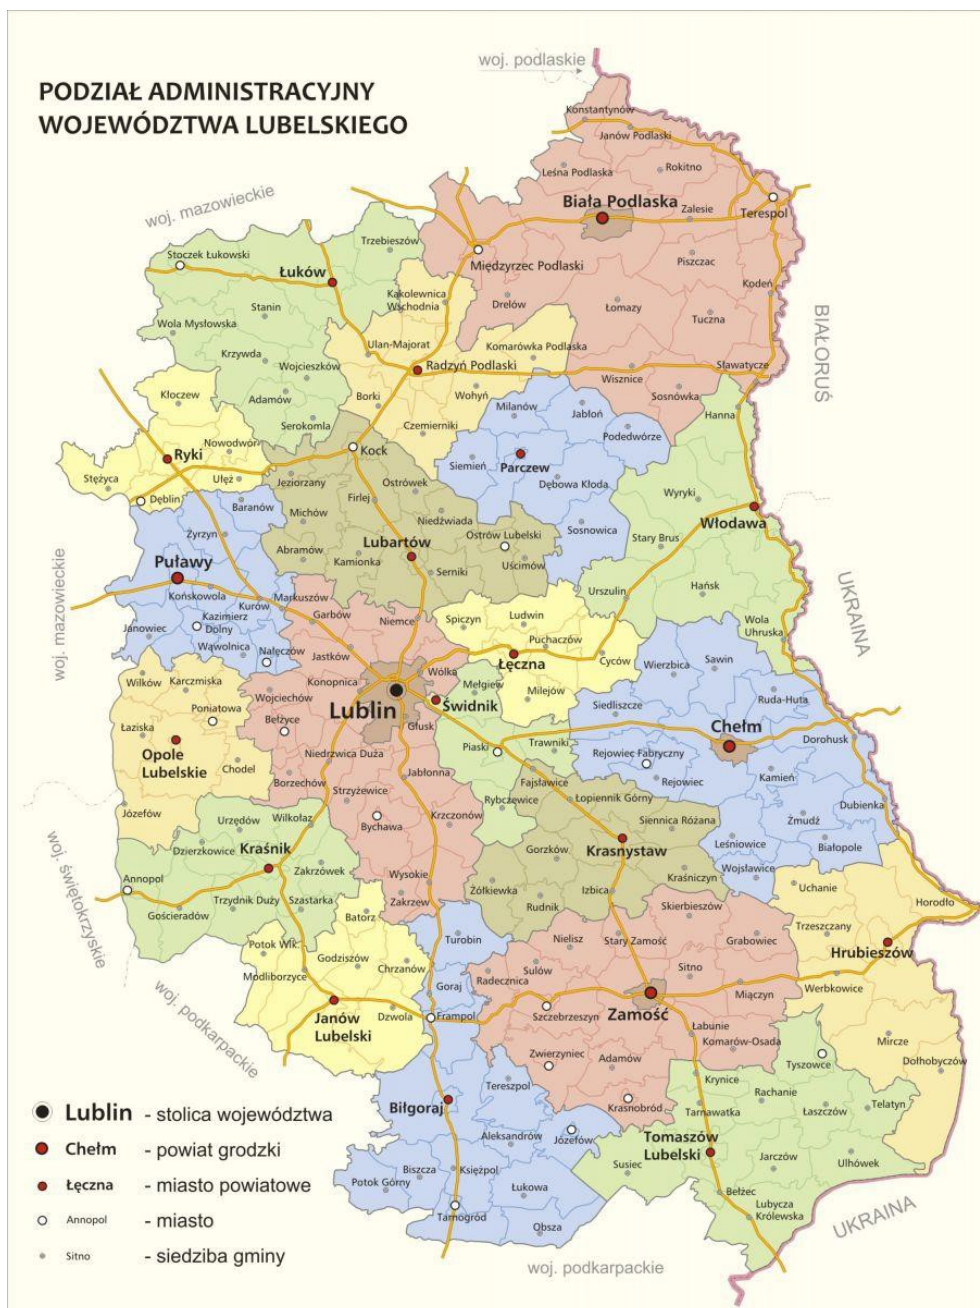 woj. podlaskie
PODZIAŁ ADMINISTRACYJNY
WOJEWÓDZTWA LUBELSKIEGO
Konstantynów
Janów Podlaski
Leśna Podlaska
Rokitno
woj. mazowieckie
Biała Podlaska
Zalesie
Terespol
Trzebieszów
Stoczek Łukowski
Międzyrzec Podlaski
Piszczac
Łuków
Kąkolewnica
Wschodnia
Drelów
Łomazy
Kodeń
Stanin
Tuczna
BIAŁORUŚ
Wola Mysłowska
Ulan-Majorat
Komarówka Podlaska
Krzywda
Wojcieszków
Radzyń Podlaski
Wisznice
Sławatycze
Kłoczew
Adamów
Borki
Wohyń
Sosnówka
Serokomla
Czemierniki
Milanów
Jabłoń
Hanna
Nowodwór
Podedwórze
Ryki
Kock
Siemień
Parczew
Stężyca
Ułęż
Jeziorzany
Ostrówek
Dębowa Kłoda
Dęblin
Baranów
Firlej
Wyryki
Michów
Niedźwiada
Włodawa
Żyrzyn
Sosnowica
Stary Brus
Lubartów
Ostrów Lubelski
Abramów
Kamionka
Uścimów
Puławy
Serniki
Końskowola
Markuszów
Urszulin
Hańsk
UKRAINA
woj. mazowieckie
Kurów
Garbów
Niemce
Spiczyn
Ludwin
Kazimierz
Dolny
Wola
Uhruska
Janowiec
Puchaczów
Wąwolnica
Nałęczów
Jastków
Łęczna
Cyców
Wierzbica
Sawin
Wólka
Wilków
Karczmiska
Konopnica
Mełgiew
Milejów
Wojciechów
Lublin
Świdnik
Siedliszcze
Ruda-Huta
Poniatowa
Bełżyce
Głusk
Chełm
Łaziska
Opole
Lubelskie
Niedrzwica Duża
Piaski
Trawniki
Rejowiec Fabryczny
Dorohusk
Chodel
Jabłonna
Rejowiec
Kamień
Borzechów
Fajsławice
Strzyżewice
Rybczewice
Łopiennik Górny
Józefów
Dubienka
Urzędów
Wilkołaz
Bychawa
Krzczonów
Siennica Różana
Żmudź
Dzierzkowice
Gorzków
Krasnystaw
Leśniowice
Białopole
Kraśnik
Zakrzówek
Wysokie
Wojsławice
Annopol
Żółkiewka
Izbica
Kraśniczyn
Uchanie
woj. świętokrzyskie
Trzydnik Duży
Szastarka
Zakrzew
Rudnik
Horodło
Gościeradów
Batorz
Skierbieszów
Trzeszczany
Turobin
Nielisz
Stary Zamość
Grabowiec
Potok Wlk.
Godziszów
Hrubieszów
Modliborzyce
Chrzanów
Sułów
Sitno
Radecznica
Goraj
Miączyn
Werbkowice
woj. podkarpackie
Janów
Lubelski
Dzwola
Frampol
Szczebrzeszyn
Zamość
Łabunie
Komarów-Osada
Mircze
Zwierzyniec
Adamów
Tyszowce
Dołhobyczów
Krynice
Tereszpol
Rachanie
Biłgoraj
Krasnobród
Tarnawatka
Łaszczów
Telatyn
Aleksandrów
Józefów
Tomaszów
Lubelski
Biszcza
Księżpol
Susiec
Jarczów
Ulhówek
Potok Górny
Łukowa
Bełżec
Lubycza
Królewska
Tarnogród
Obsza
UKRAINA
woj. podkarpackie
Lublin - stolica województwa
Chełm - powiat grodzki
Łęczna - miasto powiatowe
Annopol - miasto
Sitno - siedziba gminy